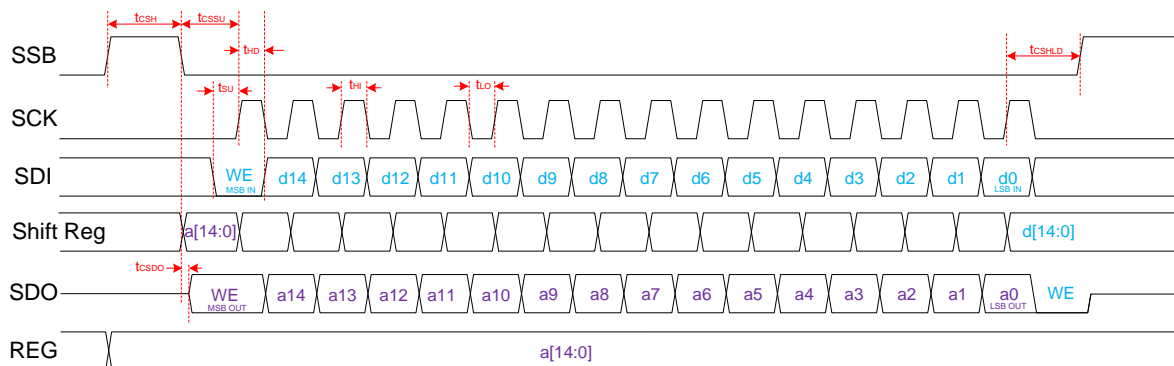 tCSH tCSSU
SSB tHD tCSHLD
tSU tHI tLO
SCK
SDI WE d14 d13 d12 d11 d10 d9 d8 d7 d6 d5 d4 d3 d2 d1 d0
MSB IN LSB IN
Shift Reg a[14:0] d[14:0]
tCSDO
SDO WE a14 a13 a12 a11 a10 a9 a8 a7 a6 a5 a4 a3 a2 a1 a0 WE
MSB OUT LSB OUT
REG a[14:0]